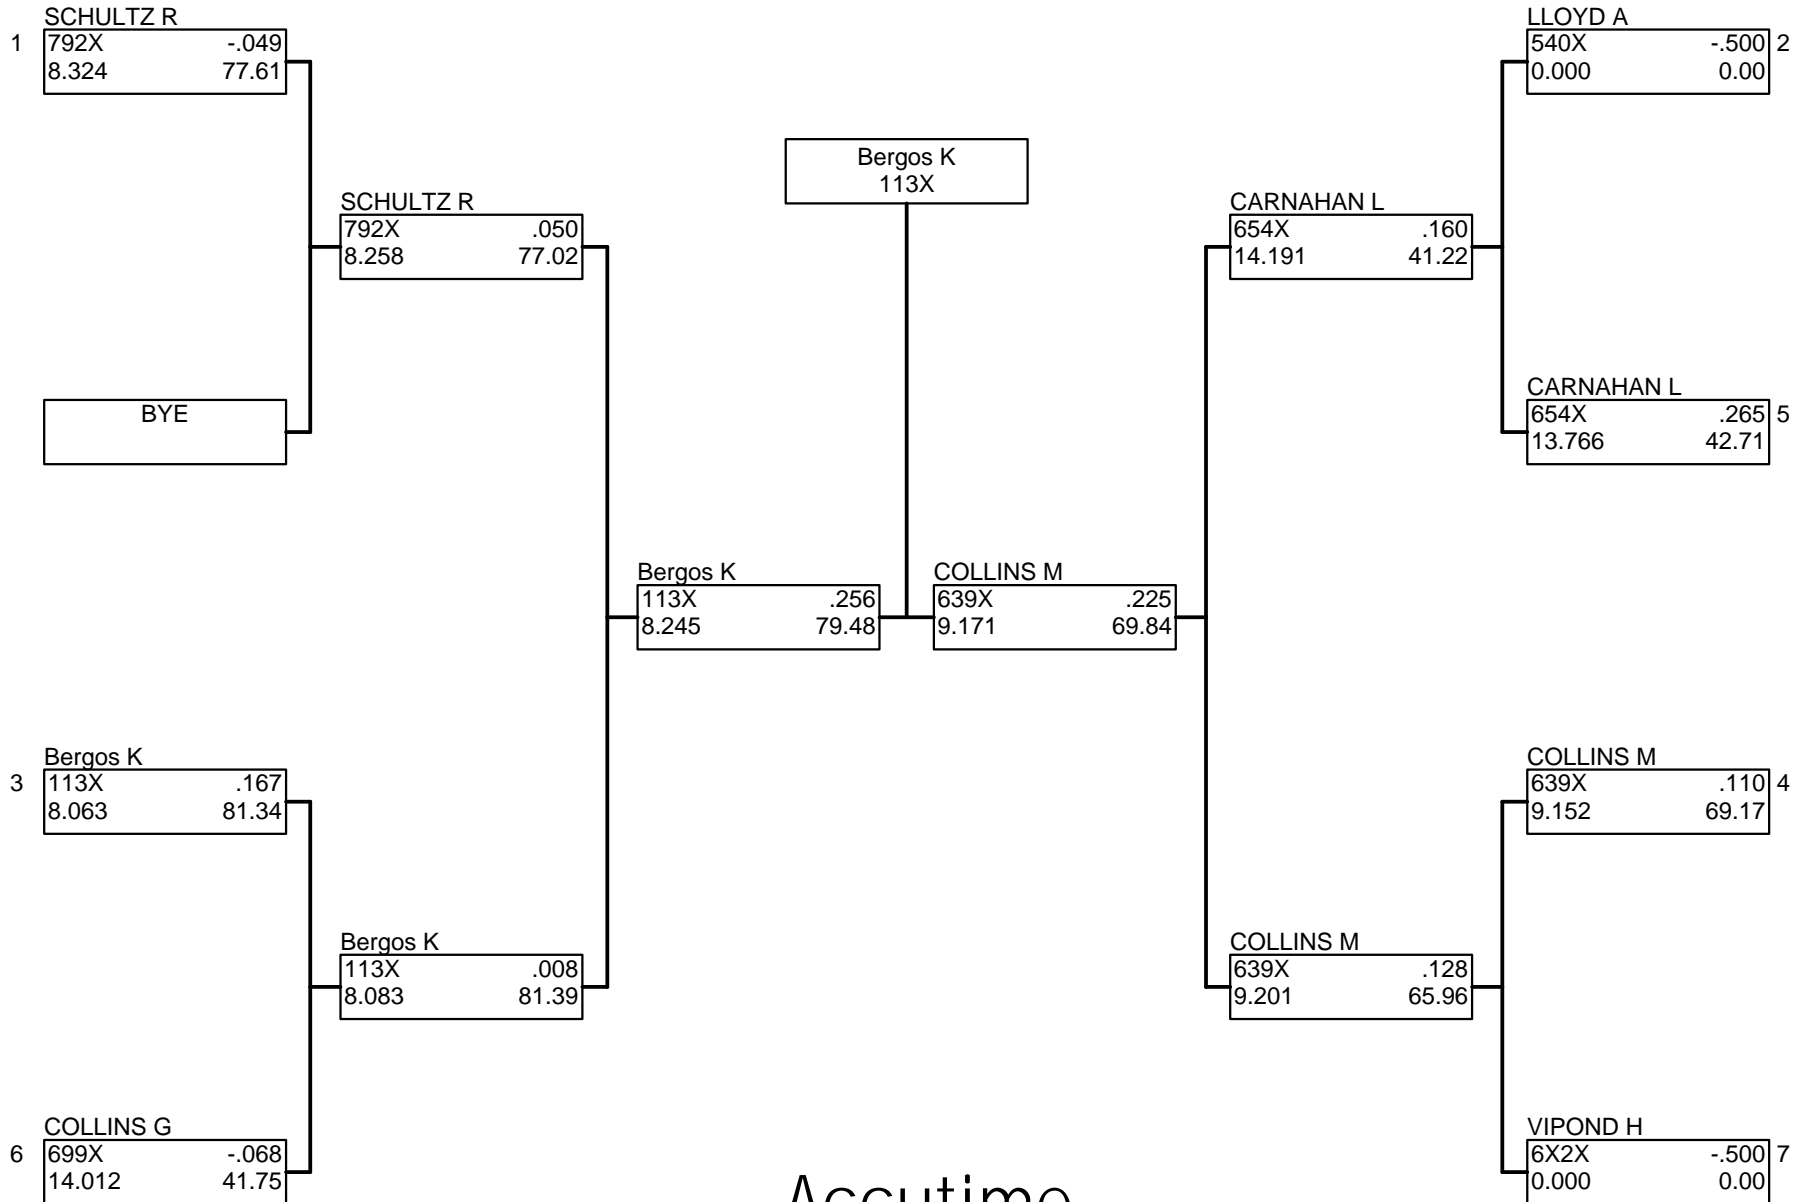 SCHULTZ R
1 792X -.049
8.324 77.61
BYE
3 Bergos K
113X .167
8.063 81.34
COLLINS G
6 699X -.068
14.012 41.75
SCHULTZ R
792X .050
8.258 77.02
Bergos K
113X .008
8.083 81.39
Bergos K
113X .256
8.245 79.48
Bergos K
113X
COLLINS M
639X .225
9.171 69.84
CARNAHAN L
654X .160
14.191 41.22
COLLINS M
639X .128
9.201 65.96
LLOYD A
540X -.500 2
0.000 0.00
CARNAHAN L
654X .265 5
13.766 42.71
COLLINS M
639X .110 4
9.152 69.17
VIPOND H
6X2X -.500 7
0.000 0.00
Accutime